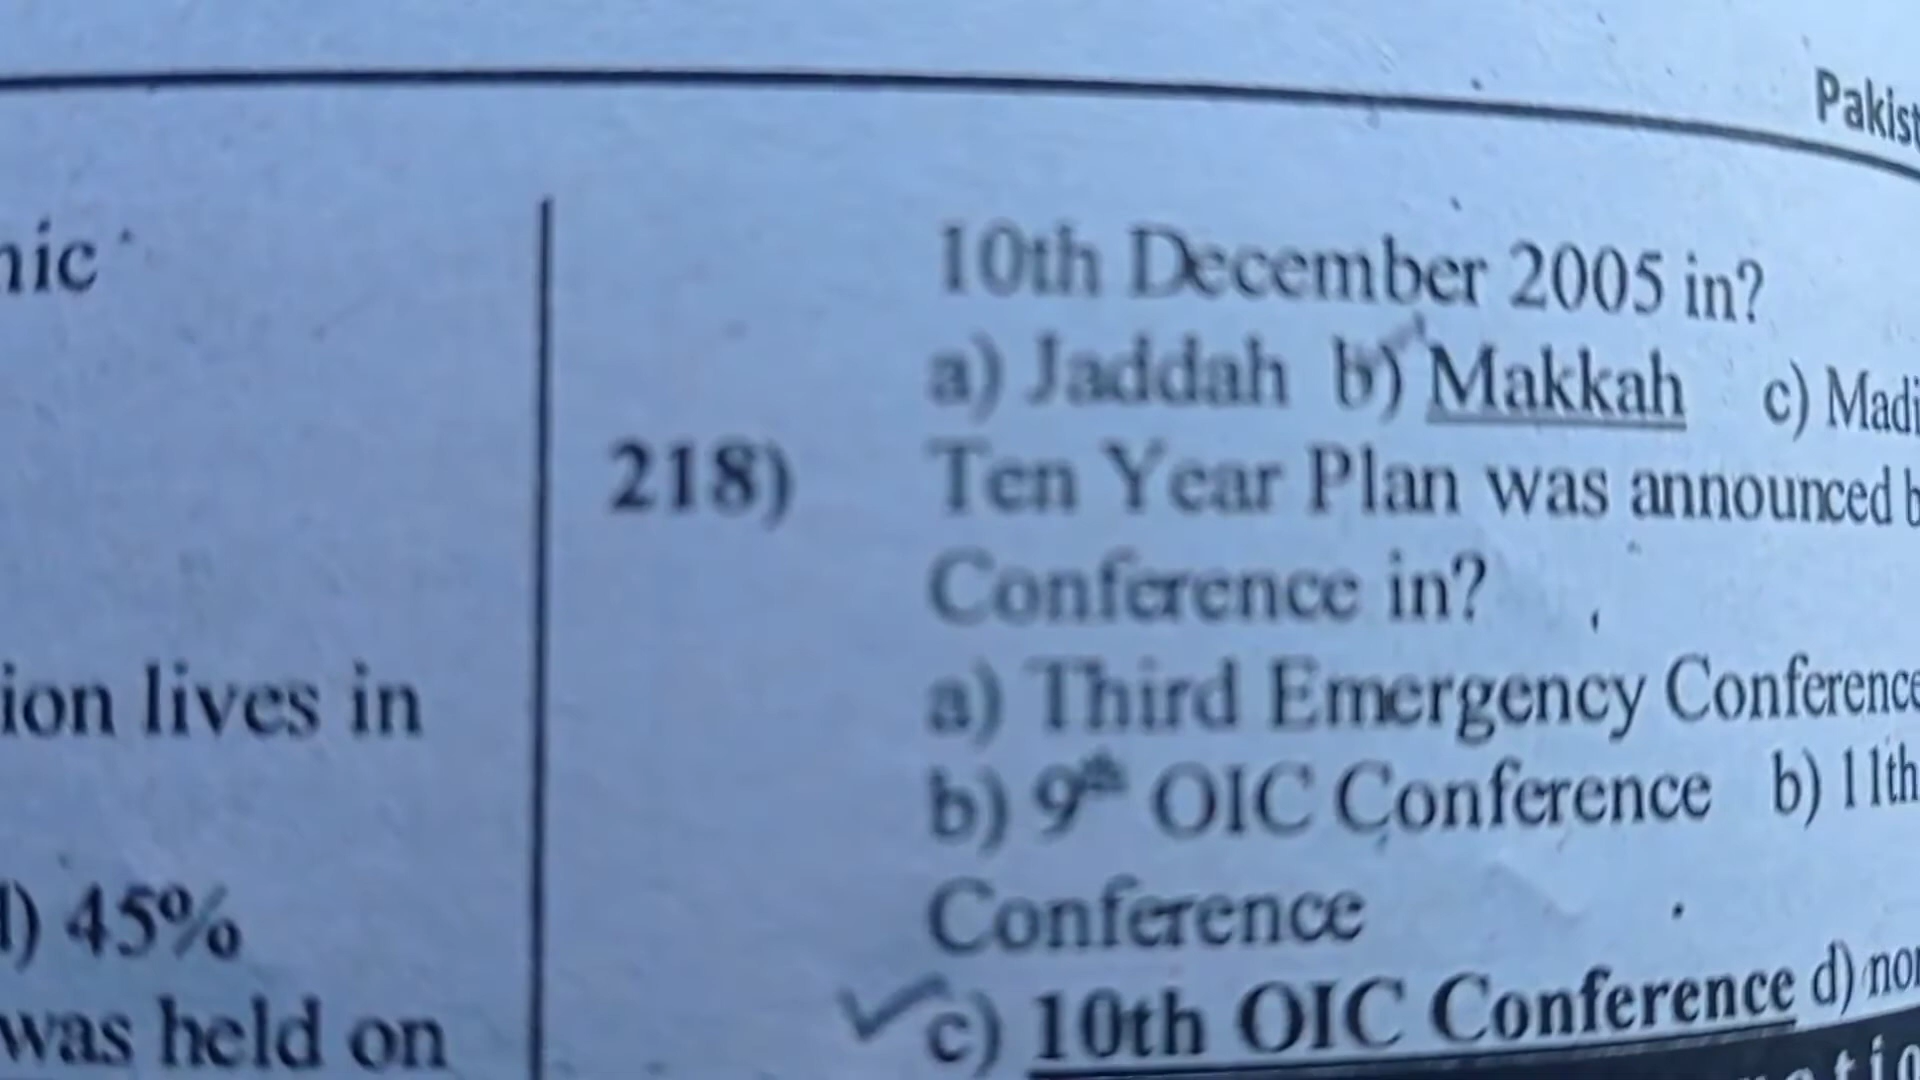 Pakist
nic
ion lives in
d) 45%
was held on
10th December 2005 in?
a) Jaddah b) Makkah c) Madi
218) Ten Year Plan was announced b
Conference in?
a) Third Emergency Conference
b) 9th OIC Conference b) 11th
Conference
c) 10th OIC Conference d) non